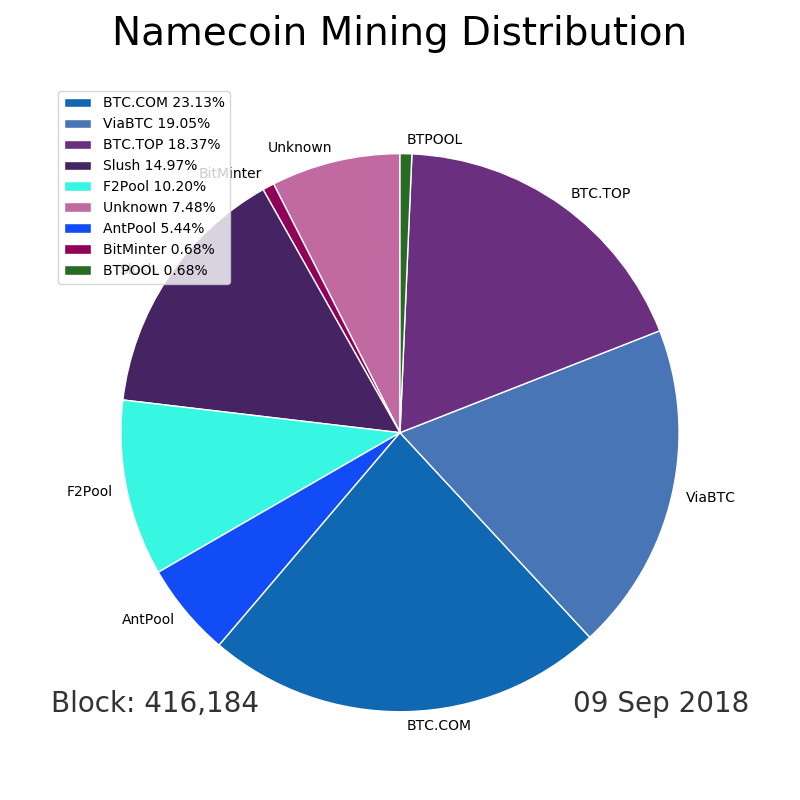 Namecoin Mining Distribution
BTC.COM 23.13%
ViaBTC 19.05%
BTC.TOP 18.37%
Slush 14.97%
F2Pool 10.20%
Unknown 7.48%
AntPool 5.44%
BitMinter 0.68%
BTPOOL 0.68%
Unknown
BTPOOL
BitMinter
BTC.TOP
F2Pool
ViaBTC
AntPool
Block: 416,184
09 Sep 2018
BTC.COM